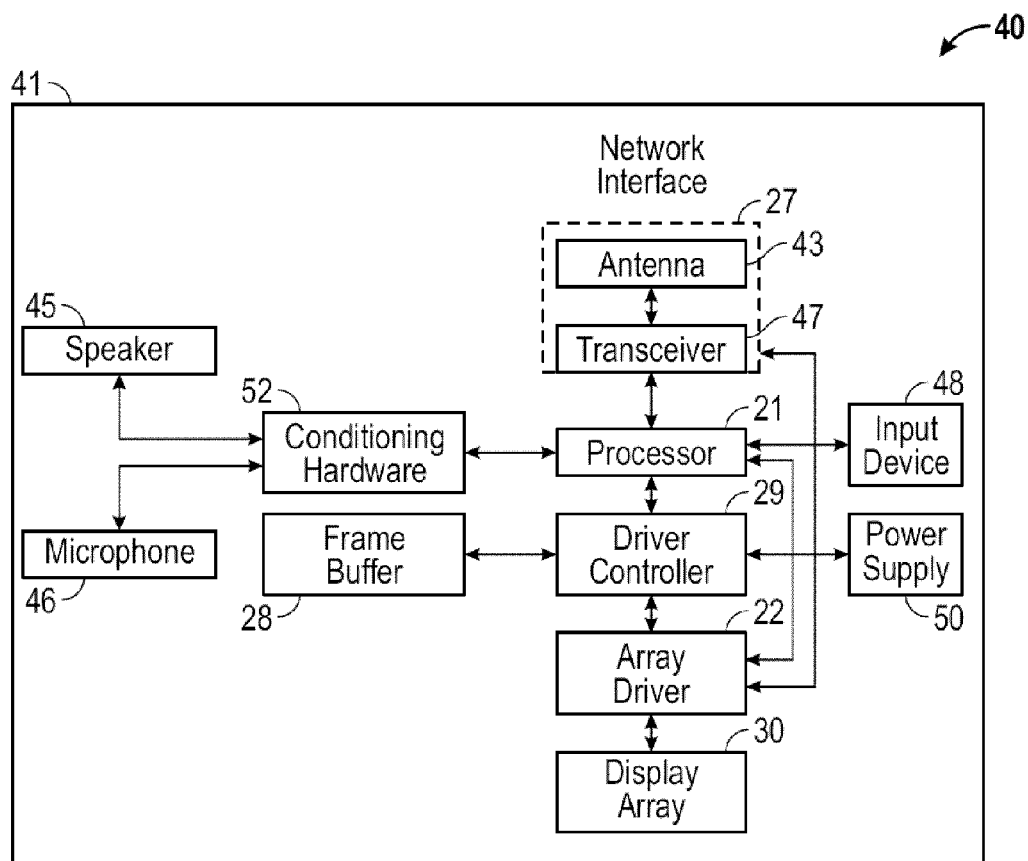 40
41
Network
Interface
27
Antenna
43
45
Speaker
Transceiver
47
52
Conditioning
Hardware
21
Processor
48
Input
Device
29
Microphone
46
Frame
Buffer
28
Driver
Controller
Power
Supply
50
22
Array
Driver
30
Display
Array